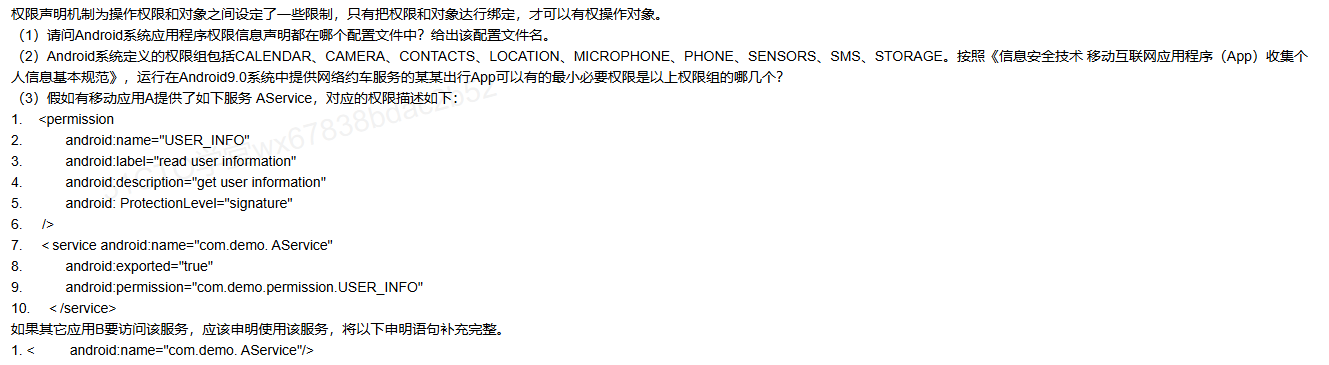 权限声明机制为操作权限和对象之间设定了一些限制，只有把权限和对象达行绑定，才可以有权操作对象。
（1）请问Android系统应用程序权限信息声明都在哪个配置文件中？给出该配置文件名。
（2）Android系统定义的权限组包括CALENDAR、CAMERA、CONTACTS、LOCATION、MICROPHONE、PHONE、SENSORS、SMS、STORAGE。按照《信息安全技术 移动互联网应用程序（App）收集个
人信息基本规范》，运行在Android9.0系统中提供网络约车服务的某某出行App可以有的最小必要权限是以上权限组的哪几个？
（3）假如有移动应用A提供了如下服务 AService，对应的权限描述如下：
1. <permission
2. android:name="USER_INFO"
3. android:label="read user information"
4. android:description="get user information"
5. android: ProtectionLevel="signature"
6. />
7. < service android:name="com.demo. AService"
8. android:exported="true"
9. android:permission="com.demo.permission.USER_INFO"
10. < /service>
如果其它应用B要访问该服务，应该申明使用该服务，将以下申明语句补充完整。
1. < android:name="com.demo. AService"/>